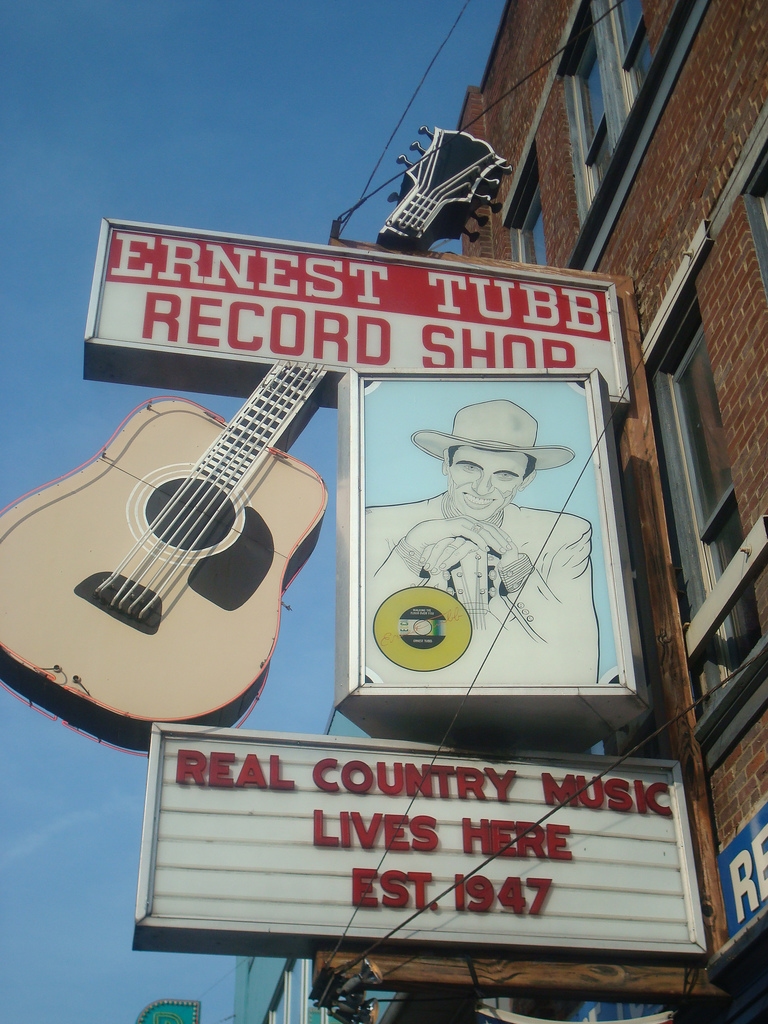 ERNEST TUBB
RECORD SHOP
REAL COUNTRY MUSIC
LIVES HERE
EST. 1947
RE